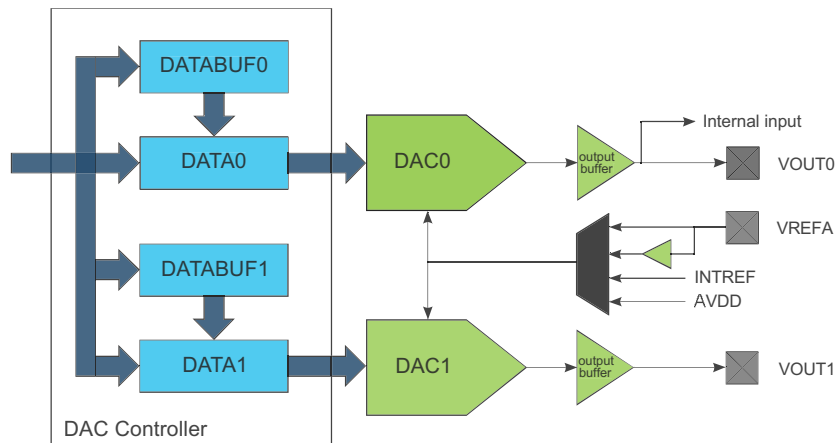 DATABUF0
Internal input
DATA0
DAC0
output
buffer
VOUT0
VREFA
DATABUF1
INTREF
AVDD
DATA1
DAC1
output
buffer
VOUT1
DAC Controller